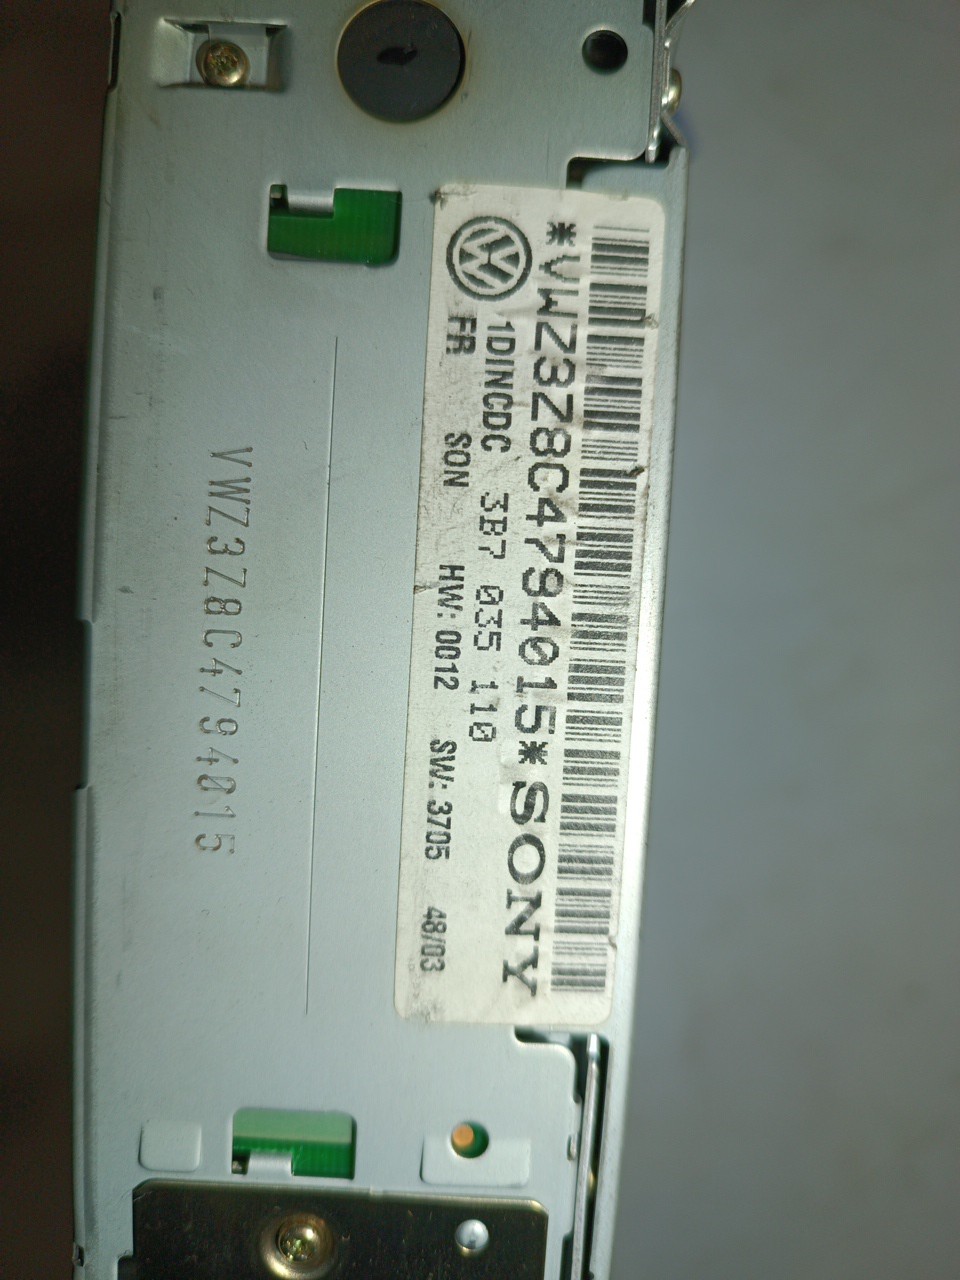 *VWZ3Z8C4794015* SONY
1DINCDC 3B7 035 110
FR SON HW: 0012 SW: 3705 48/03
VWZ3Z8C4794015